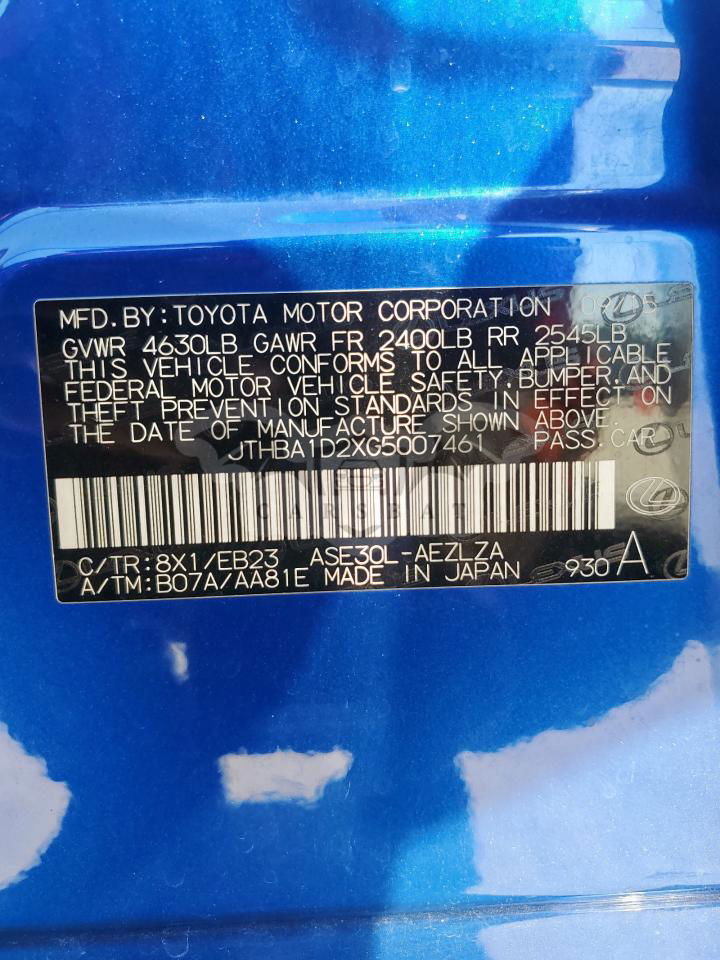 MFD. BY: TOYOTA MOTOR CORPORATION
GVWR 4630LB GAWR FR 2400LB RR 2545LB
THIS VEHICLE CONFORMS TO ALL APPLICABLE
FEDERAL MOTOR VEHICLE SAFETY, BUMPER, AND
THEFT PREVENTION STANDARDS IN EFFECT ON
THE DATE OF MANUFACTURE SHOWN ABOVE.
JTHBA1D2XG5007461 PASS. CAR
CARSBAT
C/TR: 8X1/EB23 ASE30L-AEZLZA
A/TM: B07A/AA81E MADE IN JAPAN 930 A